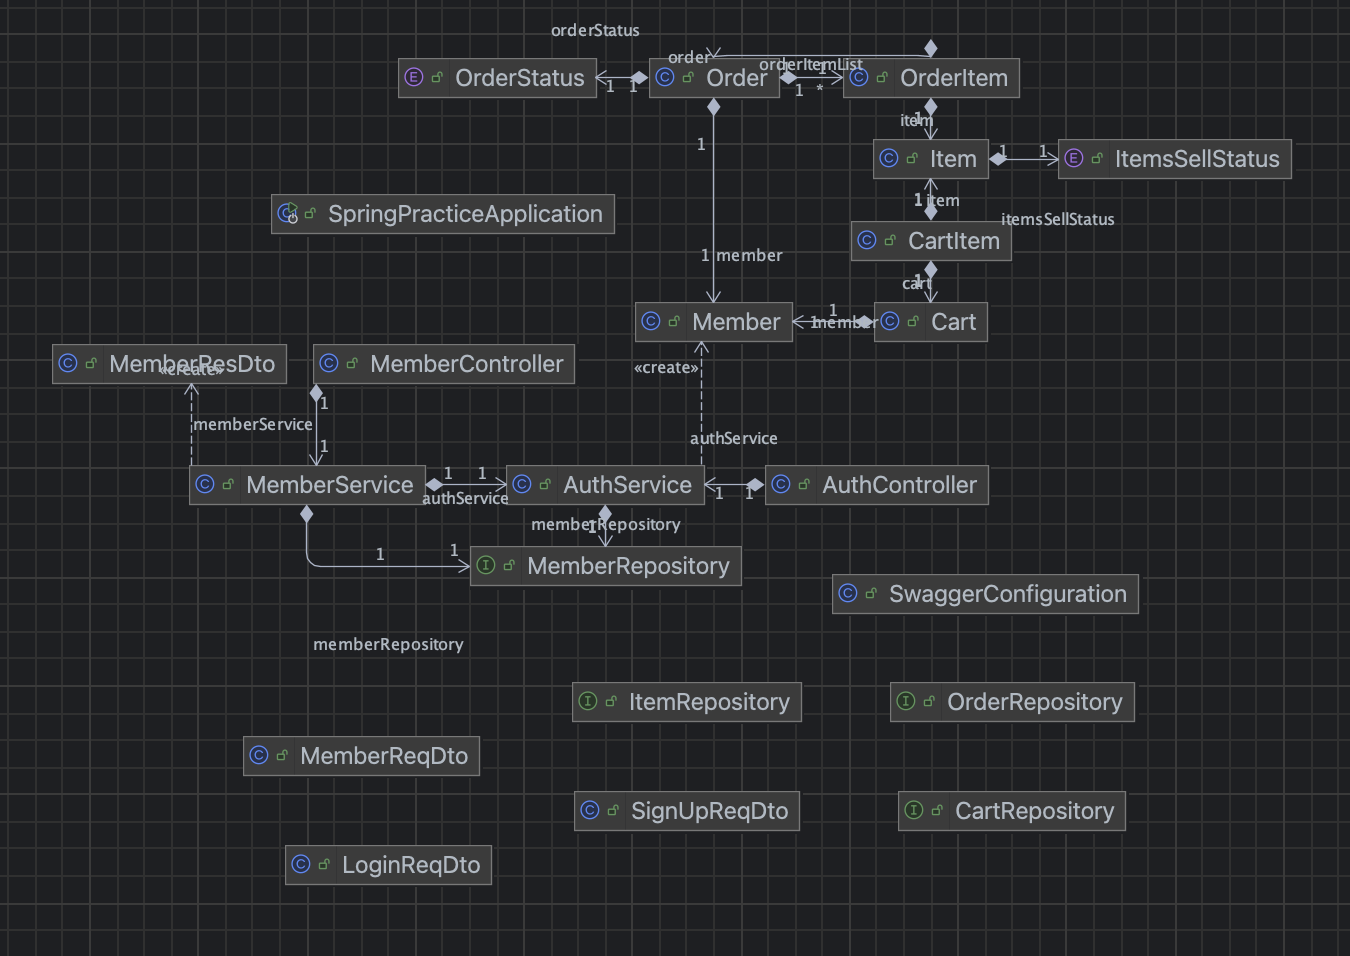 orderStatus
order
orderItemList
1
E OrderStatus
1
1
C Order
1
*
C OrderItem
item
1
1
C Item
1
1
E ItemsSellStatus
C SpringPracticeApplication
1
item
itemsSellStatus
C CartItem
1 member
cart
1
C Member
1
1
member
C Cart
C MemberResDto
«create»
C MemberController
«create»
1
memberService
authService
1
C MemberService
1
1
authService
C AuthService
1
1
C AuthController
memberRepository
1
1
1
I MemberRepository
C SwaggerConfiguration
memberRepository
I ItemRepository
I OrderRepository
C MemberReqDto
C SignUpReqDto
I CartRepository
C LoginReqDto